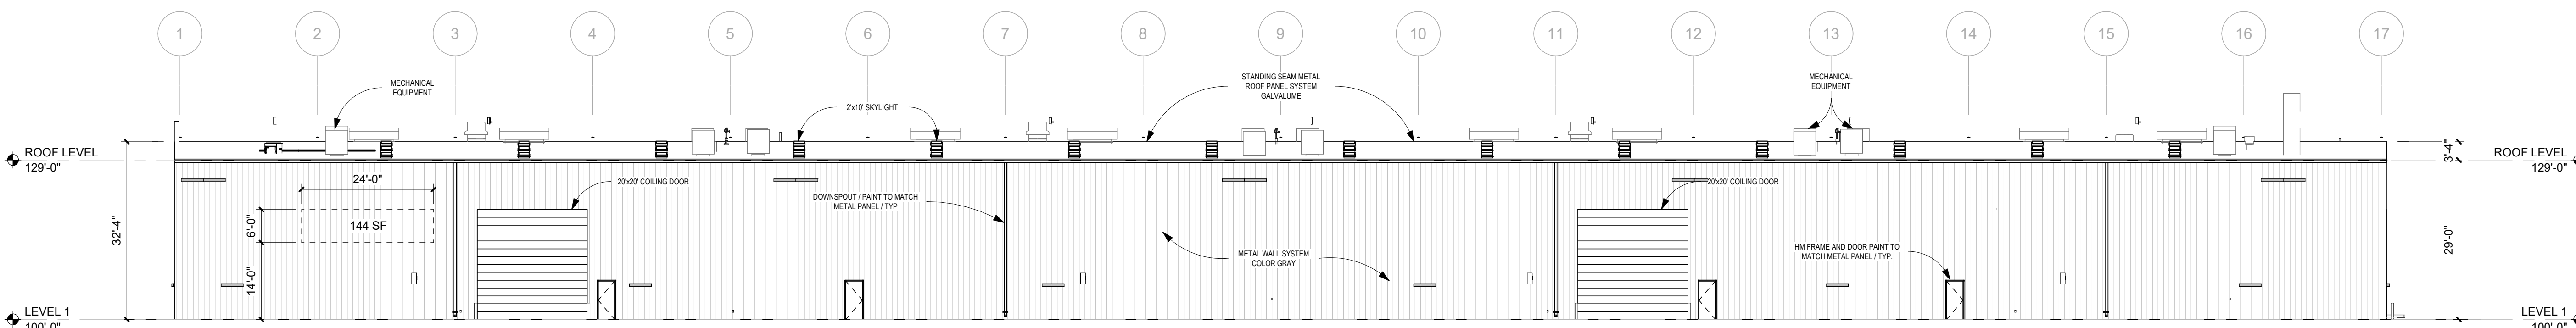 1 2 3 4 5 6 7 8 9 10 11 12 13 14 15 16 17
MECHANICAL
EQUIPMENT
2'x10' SKYLIGHT
STANDING SEAM METAL
ROOF PANEL SYSTEM
GALVALUME
MECHANICAL
EQUIPMENT
ROOF LEVEL
129'-0"
32'-4"
24'-0"
6'-0"
144 SF
14'-0"
20'x20' COILING DOOR
DOWNSPOUT / PAINT TO MATCH
METAL PANEL / TYP
METAL WALL SYSTEM
COLOR GRAY
20'x20' COILING DOOR
HM FRAME AND DOOR PAINT TO
MATCH METAL PANEL / TYP.
3'-4"
29'-0"
ROOF LEVEL
129'-0"
LEVEL 1
100'-0"
LEVEL 1
100'-0"